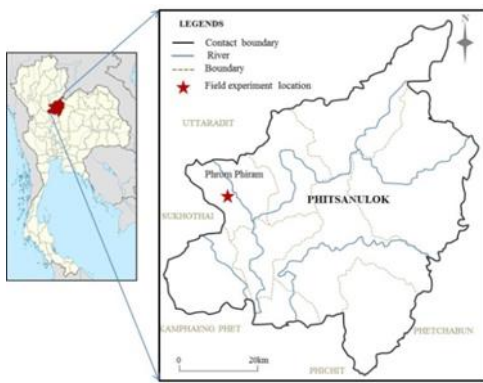 LEGENDS
N
Contact boundary
River
Boundary
Field experiment location
UTTARADIT
Phrom Phiram
PHITSANULOK
SUKHOTHAI
KAMPHAENG PHET
PHETCHABUN
0
20km
PHICHIT